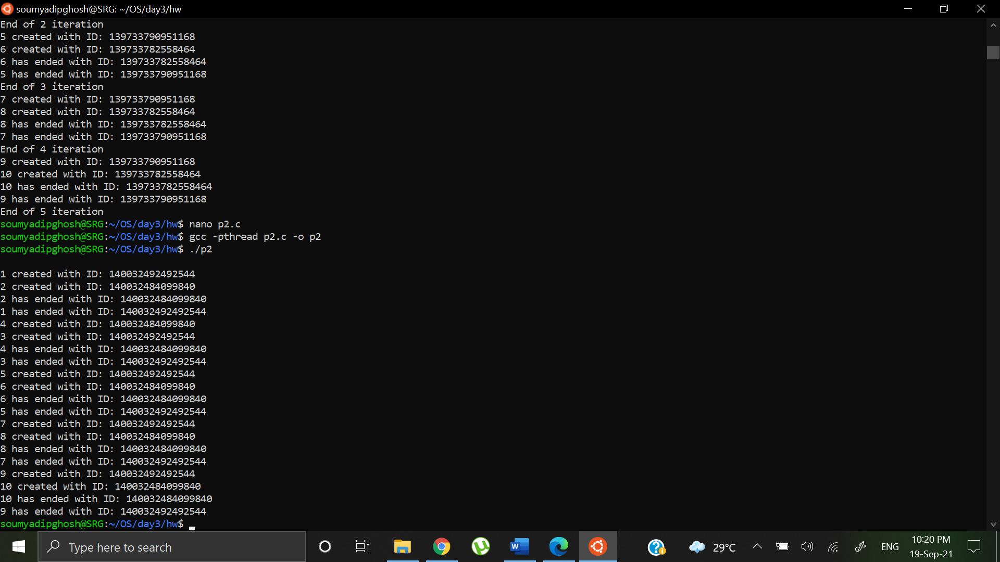 soumyadipghosh@SRG: ~/OS/day3/hw
End of 2 iteration
5 created with ID: 139733790951168
6 created with ID: 139733782558464
6 has ended with ID: 139733782558464
5 has ended with ID: 139733790951168
End of 3 iteration
7 created with ID: 139733790951168
8 created with ID: 139733782558464
8 has ended with ID: 139733782558464
7 has ended with ID: 139733790951168
End of 4 iteration
9 created with ID: 139733790951168
10 created with ID: 139733782558464
10 has ended with ID: 139733782558464
9 has ended with ID: 139733790951168
End of 5 iteration
soumyadipghosh@SRG:~/OS/day3/hw$ nano p2.c
soumyadipghosh@SRG:~/OS/day3/hw$ gcc -pthread p2.c -o p2
soumyadipghosh@SRG:~/OS/day3/hw$ ./p2
1 created with ID: 140032492492544
2 created with ID: 140032484099840
2 has ended with ID: 140032484099840
1 has ended with ID: 140032492492544
4 created with ID: 140032484099840
3 created with ID: 140032492492544
4 has ended with ID: 140032484099840
3 has ended with ID: 140032492492544
5 created with ID: 140032492492544
6 created with ID: 140032484099840
6 has ended with ID: 140032484099840
5 has ended with ID: 140032492492544
7 created with ID: 140032492492544
8 created with ID: 140032484099840
8 has ended with ID: 140032484099840
7 has ended with ID: 140032492492544
9 created with ID: 140032492492544
10 created with ID: 140032484099840
10 has ended with ID: 140032484099840
9 has ended with ID: 140032492492544
soumyadipghosh@SRG:~/OS/day3/hw$
Type here to search
29°C
ENG
10:20 PM
19-Sep-21